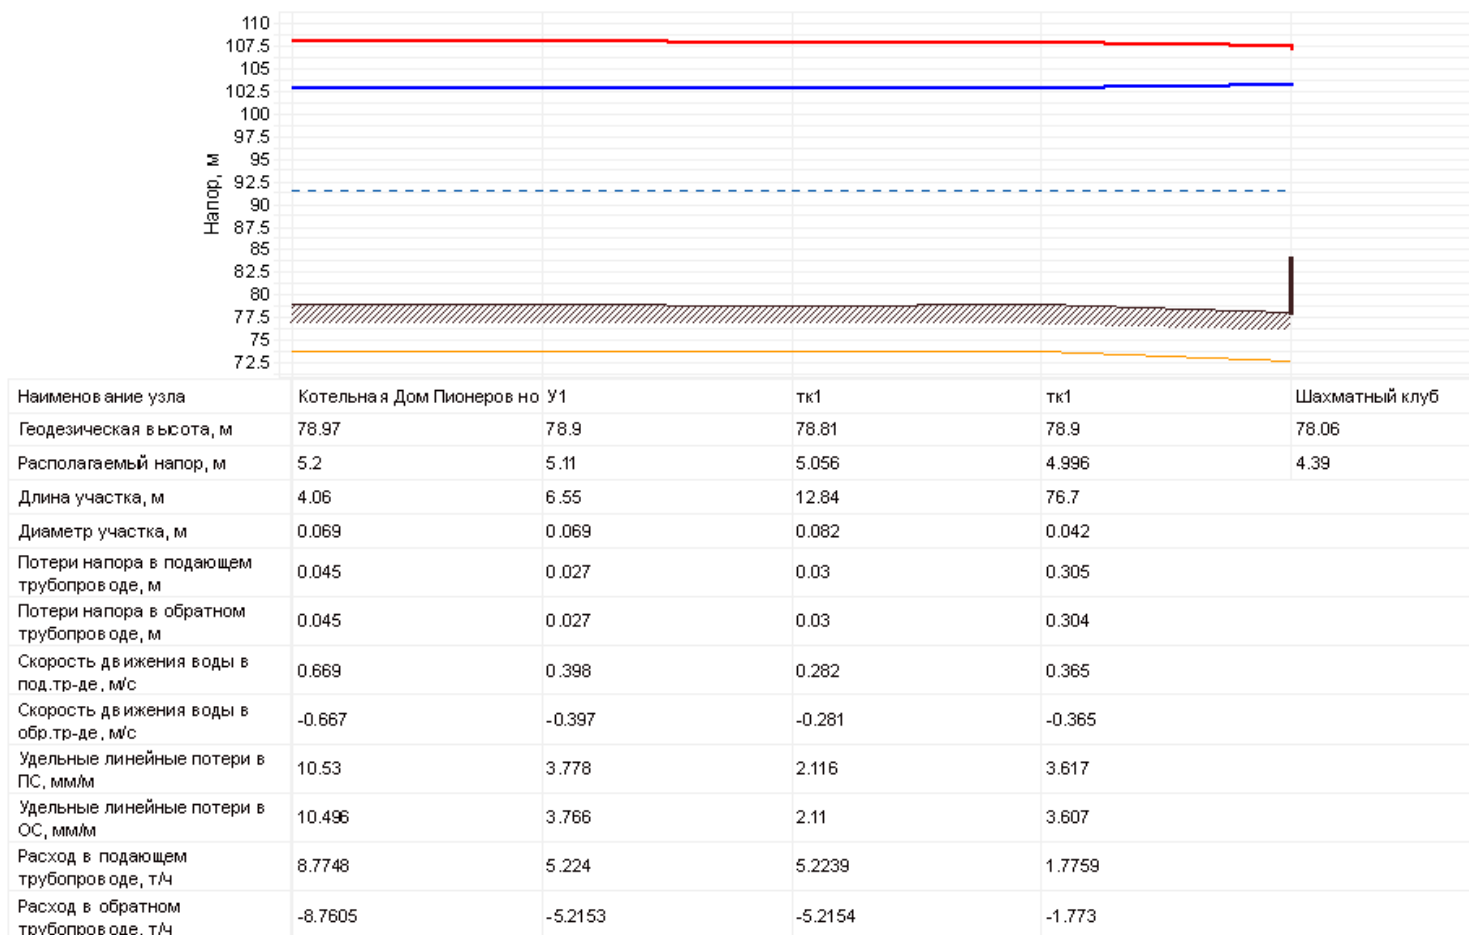 110
107.5
105
102.5
100
97.5
95
92.5
90
87.5
85
82.5
80
77.5
75
72.5
Напор, м
Наименование узла Котельная Дом Пионеров но У1 тк1 тк1 Шахматный клуб
Геодезическая высота, м 78.97 78.9 78.81 78.9 78.06
Располагаемый напор, м 5.2 5.11 5.056 4.996 4.39
Длина участка, м 4.06 6.55 12.84 76.7
Диаметр участка, м 0.069 0.069 0.082 0.042
Потери напора в подающем
трубопроводе, м 0.045 0.027 0.03 0.305
Потери напора в обратном
трубопроводе, м 0.045 0.027 0.03 0.304
Скорость движения воды в
под.тр-де, м/с 0.669 0.398 0.282 0.365
Скорость движения воды в
обр.тр-де, м/с -0.667 -0.397 -0.281 -0.365
Удельные линейные потери в
ПС, мм/м 10.53 3.778 2.116 3.617
Удельные линейные потери в
ОС, мм/м 10.496 3.766 2.11 3.607
Расход в подающем
трубопроводе, т/ч 8.7748 5.224 5.2239 1.7759
Расход в обратном
трубопроводе, т/ч -8.7605 -5.2153 -5.2154 -1.773